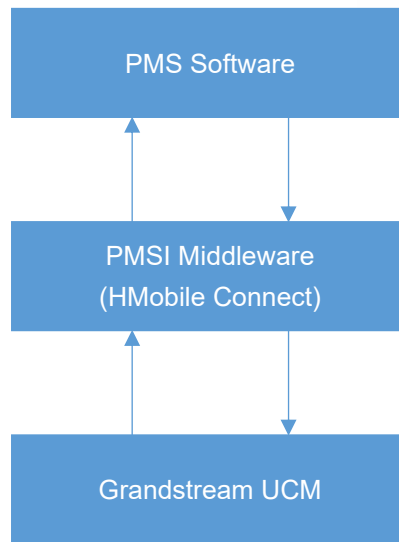 PMS Software
PMSI Middleware
(HMobile Connect)
Grandstream UCM